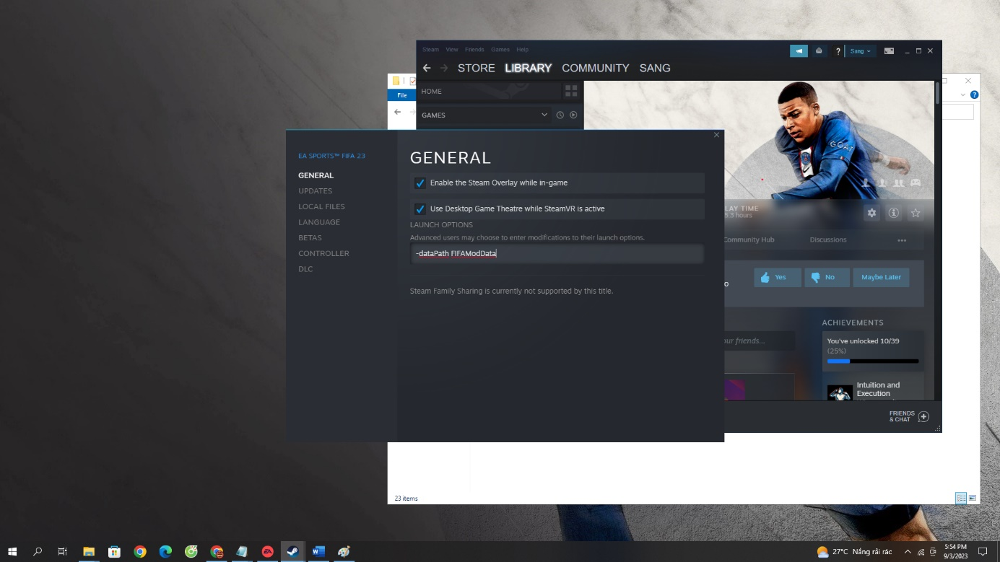 Steam View Friends Games Help
? Sang
STORE LIBRARY COMMUNITY SANG
File
HOME
GAMES
GOAT
EA SPORTS™ FIFA 23
GENERAL
UPDATES
LOCAL FILES
LANGUAGE
BETAS
CONTROLLER
DLC
GENERAL
Enable the Steam Overlay while in-game
Use Desktop Game Theatre while SteamVR is active
LAUNCH OPTIONS
Advanced users may choose to enter modifications to their launch options.
-dataPath FIFAModData
Steam Family Sharing is currently not supported by this title.
LAY TIME
5.3 hours
Community Hub Discussions
o
Yes No Maybe Later
ACHIEVEMENTS
ur friends...
You've unlocked 10/39
(25%)
Intuition and
Execution
FRIENDS
& CHAT
23 items
27°C Nắng rải rác
5:54 PM
9/3/2023